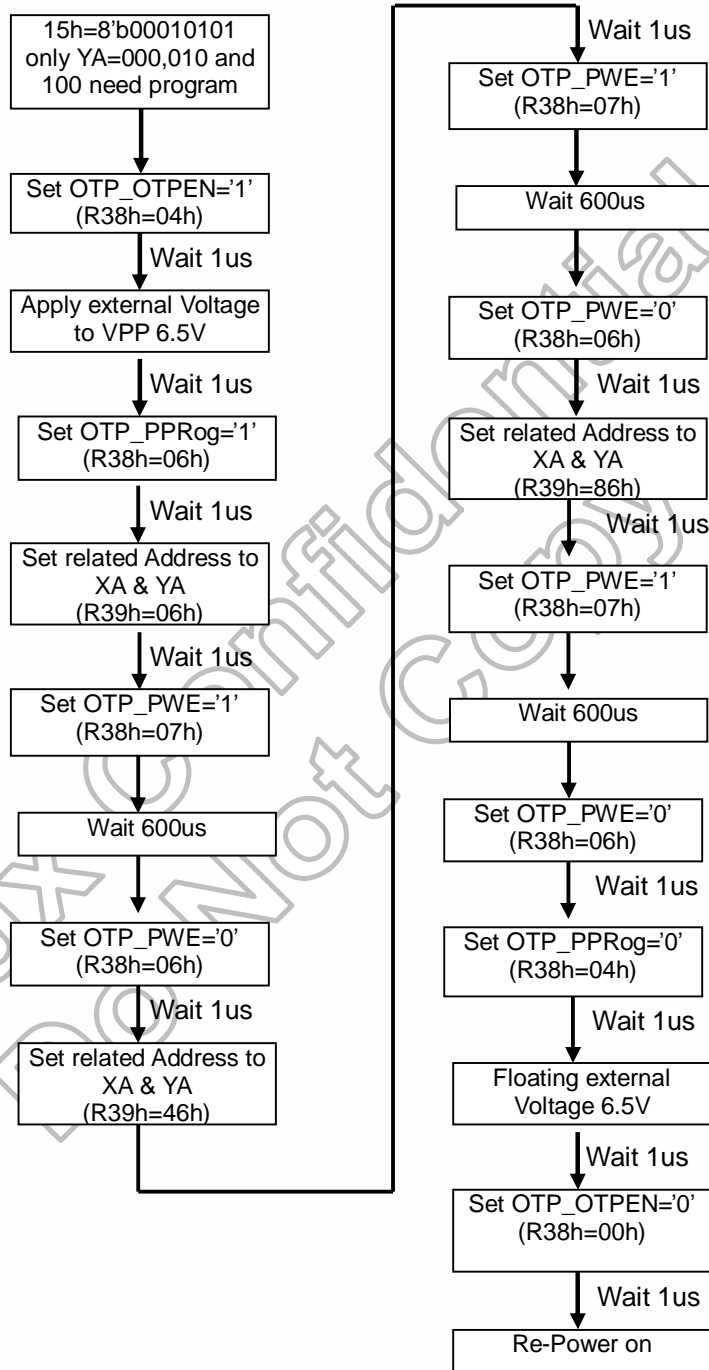 15h=8'b00010101
only YA=000,010 and
100 need program
Set OTP_OTPEN='1'
(R38h=04h)
Wait 1us
Apply external Voltage
to VPP 6.5V
Wait 1us
Set OTP_PPRog='1'
(R38h=06h)
Wait 1us
Set related Address to
XA & YA
(R39h=06h)
Wait 1us
Set OTP_PWE='1'
(R38h=07h)
Wait 600us
Set OTP_PWE='0'
(R38h=06h)
Wait 1us
Set related Address to
XA & YA
(R39h=46h)
Wait 1us
Set OTP_PWE='1'
(R38h=07h)
Wait 600us
Set OTP_PWE='0'
(R38h=06h)
Wait 1us
Set related Address to
XA & YA
(R39h=86h)
Wait 1us
Set OTP_PWE='1'
(R38h=07h)
Wait 600us
Set OTP_PWE='0'
(R38h=06h)
Wait 1us
Set OTP_PPRog='0'
(R38h=04h)
Wait 1us
Floating external
Voltage 6.5V
Wait 1us
Set OTP_OTPEN='0'
(R38h=00h)
Wait 1us
Re-Power on
Confidential
Do Not Copy